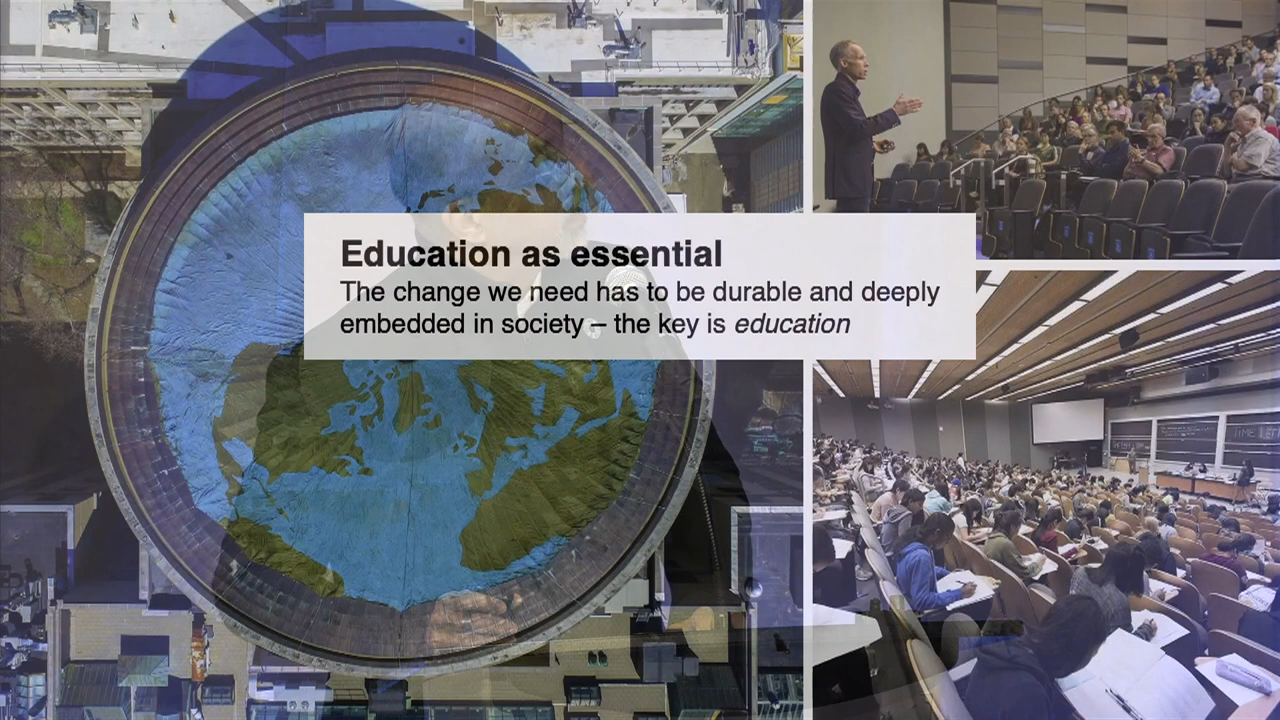 Education as essential
The change we need has to be durable and deeply
embedded in society – the key is education